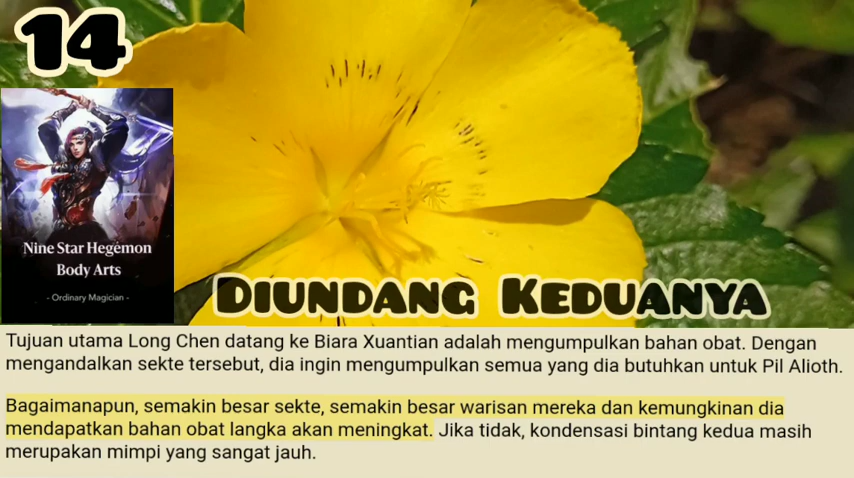 14
Nine Star Hegemon
Body Arts
- Ordinary Magician -
Diundang Keduanya
Tujuan utama Long Chen datang ke Biara Xuantian adalah mengumpulkan bahan obat. Dengan
mengandalkan sekte tersebut, dia ingin mengumpulkan semua yang dia butuhkan untuk Pil Alioth.
Bagaimanapun, semakin besar sekte, semakin besar warisan mereka dan kemungkinan dia
mendapatkan bahan obat langka akan meningkat. Jika tidak, kondensasi bintang kedua masih
merupakan mimpi yang sangat jauh.